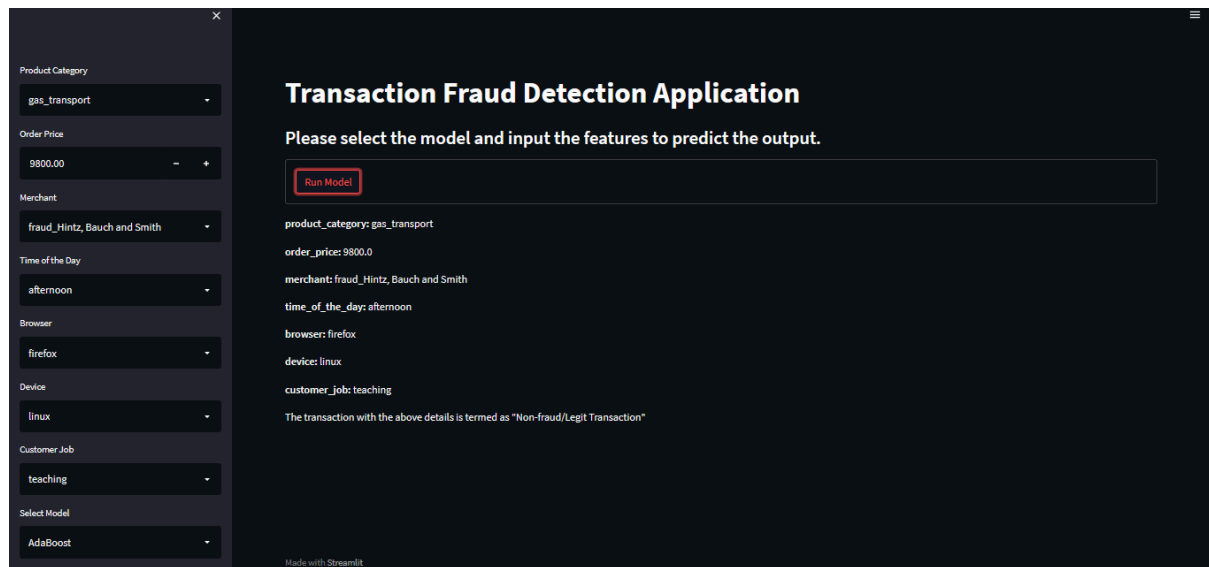 Product Category
gas_transport
Order Price
9800.00 - +
Merchant
fraud_Hintz, Bauch and Smith
Time of the Day
afternoon
Browser
firefox
Device
linux
Customer Job
teaching
Select Model
AdaBoost
Transaction Fraud Detection Application
Please select the model and input the features to predict the output.
Run Model
product_category: gas_transport
order_price: 9800.0
merchant: fraud_Hintz, Bauch and Smith
time_of_the_day: afternoon
browser: firefox
device: linux
customer_job: teaching
The transaction with the above details is termed as "Non-fraud/Legit Transaction"
Made with Streamlit